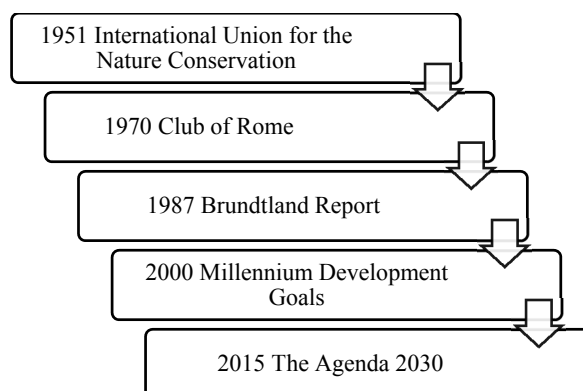 1951 International Union for the
Nature Conservation
1970 Club of Rome
1987 Brundtland Report
2000 Millennium Development
Goals
2015 The Agenda 2030